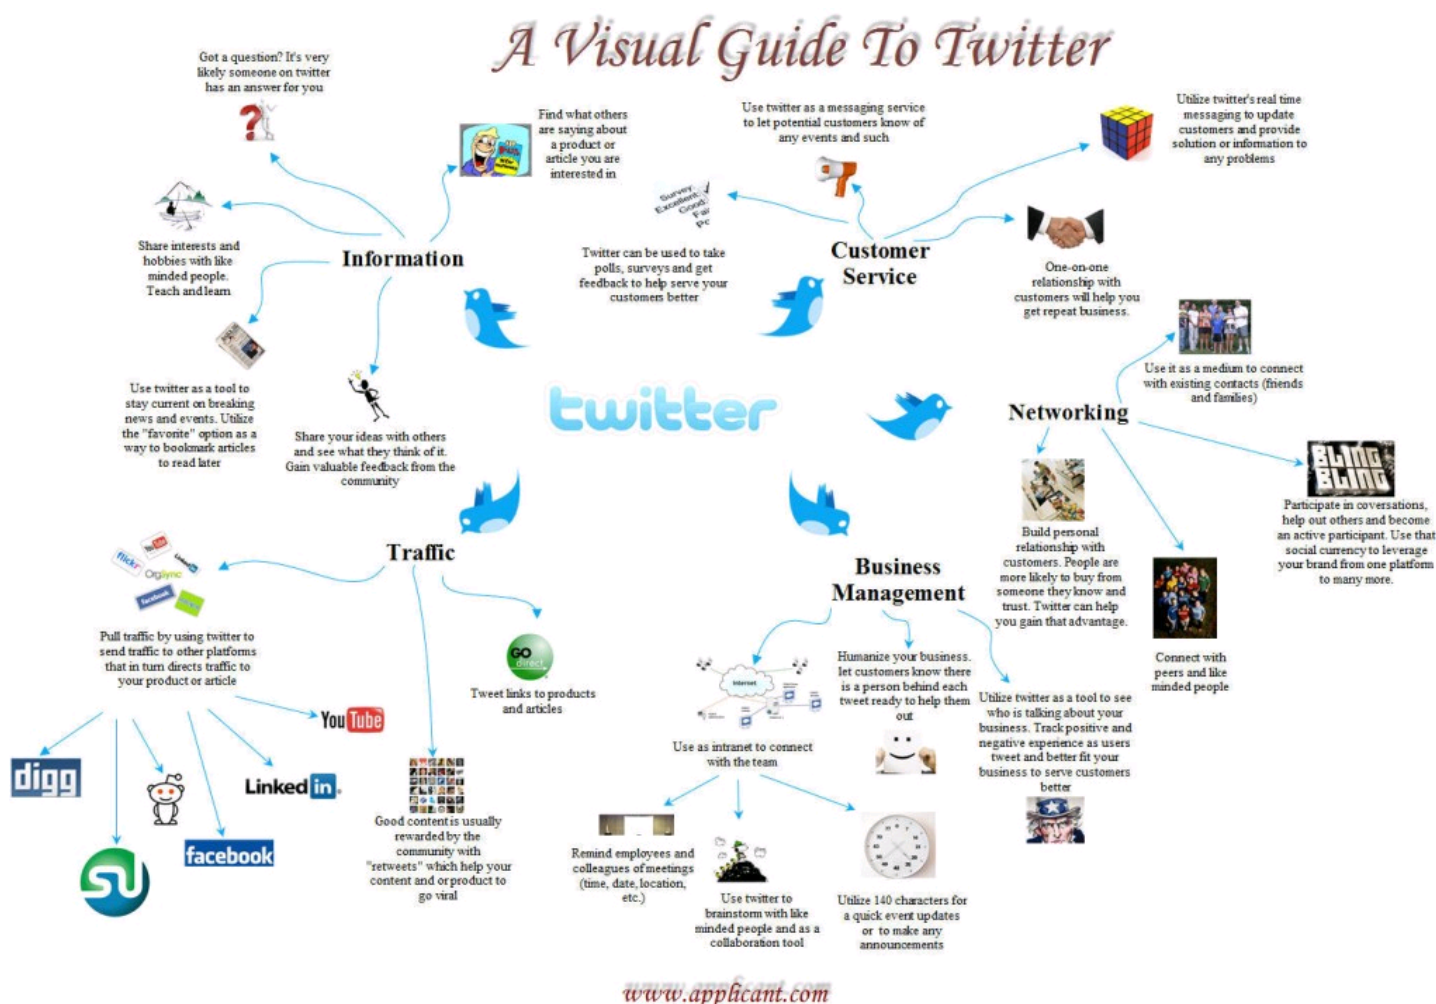 A Visual Guide To Twitter
Got a question? It's very
likely someone on twitter
has an answer for you
Find what others
are saying about
a product or
article you are
interested in
Share interests and
hobbies with like
minded people.
Teach and learn
Information
Use twitter as a tool to
stay current on breaking
news and events. Utilize
the "favorite" option as a
way to bookmark articles
to read later
Share your ideas with others
and see what they think of it.
Gain valuable feedback from the
community
Use twitter as a messaging service
to let potential customers know of
any events and such
Utilize twitter's real time
messaging to update
customers and provide
solution or information to
any problems
Survey
Excellent
Good
Twitter can be used to take
polls, surveys and get
feedback to help serve your
customers better
Customer
Service
One-on-one
relationship with
customers will help you
get repeat business.
twitter
Networking
Use it as a medium to connect
with existing contacts (friends
and families)
BLING
BLING
Participate in coversations,
help out others and become
an active participant. Use that
social currency to leverage
your brand from one platform
to many more.
Build personal
relationship with
customers. People are
more likely to buy from
someone they know and
trust. Twitter can help
you gain that advantage.
Connect with
peers and like
minded people
Traffic
YouTube
flickr
LinkedIn
OrgSync
facebook
Pull traffic by using twitter to
send traffic to other platforms
that in turn directs traffic to
your product or article
digg
SU
facebook
Linked in
You Tube
GO
direct
Tweet links to products
and articles
Good content is usually
rewarded by the
community with
"retweets" which help your
content and or product to
go viral
Business
Management
Internet
Use as intranet to connect
with the team
Humanize your business.
let customers know there
is a person behind each
tweet ready to help them
out
Utilize twitter as a tool to see
who is talking about your
business. Track positive and
negative experience as users
tweet and better fit your
business to serve customers
better
Remind employees and
colleagues of meetings
(time, date, location,
etc.)
Use twitter to
brainstorm with like
minded people and as a
collaboration tool
Utilize 140 characters for
a quick event updates
or to make any
announcements
www.applicant.com